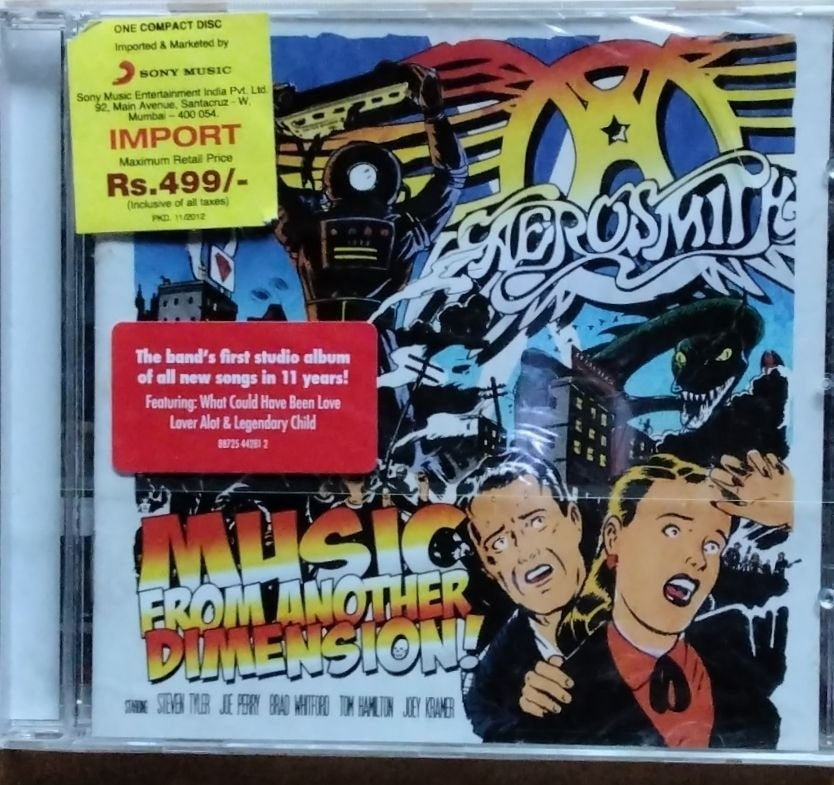 ONE COMPACT DISC
Imported & Marketed by
SONY MUSIC
Sony Music Entertainment India Pvt. Ltd.
92, Main Avenue, Santacruz - W,
Mumbai - 400 054.
IMPORT
Maximum Retail Price
Rs.499/-
(Inclusive of all taxes)
PKD. 11/2012
AEROSMITH
The band's first studio album
of all new songs in 11 years!
Featuring: What Could Have Been Love
Lover Alot & Legendary Child
88725 44281 2
MUSIC
FROM ANOTHER
DIMENSION!
STARRING STEVEN TYLER JOE PERRY BRAD WHITFORD TOM HAMILTON JOEY KRAMER